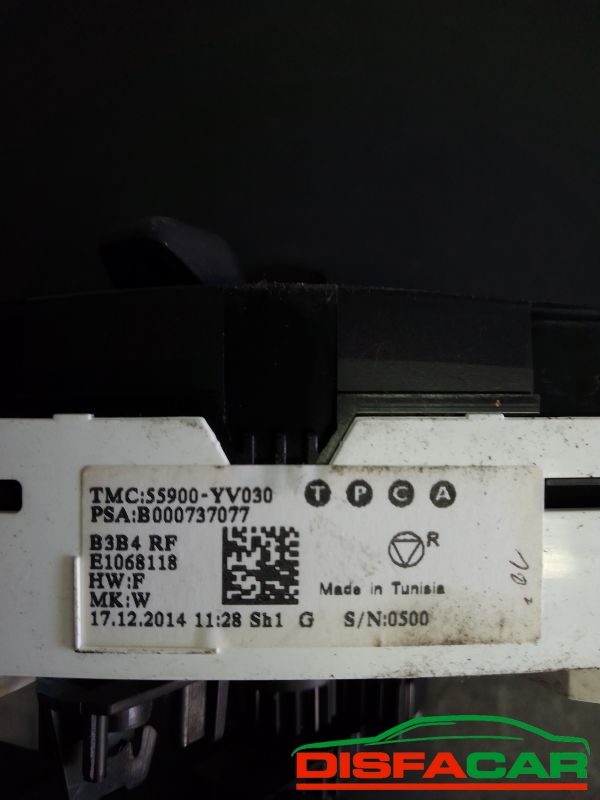 TMC:55900-YV030 T P C A
PSA:B000737077
B3B4 RF
E1068118
HW:F
MK:W
R
Made in Tunisia
17.12.2014 11:28 Sh1 G S/N:0500
DISFACAR